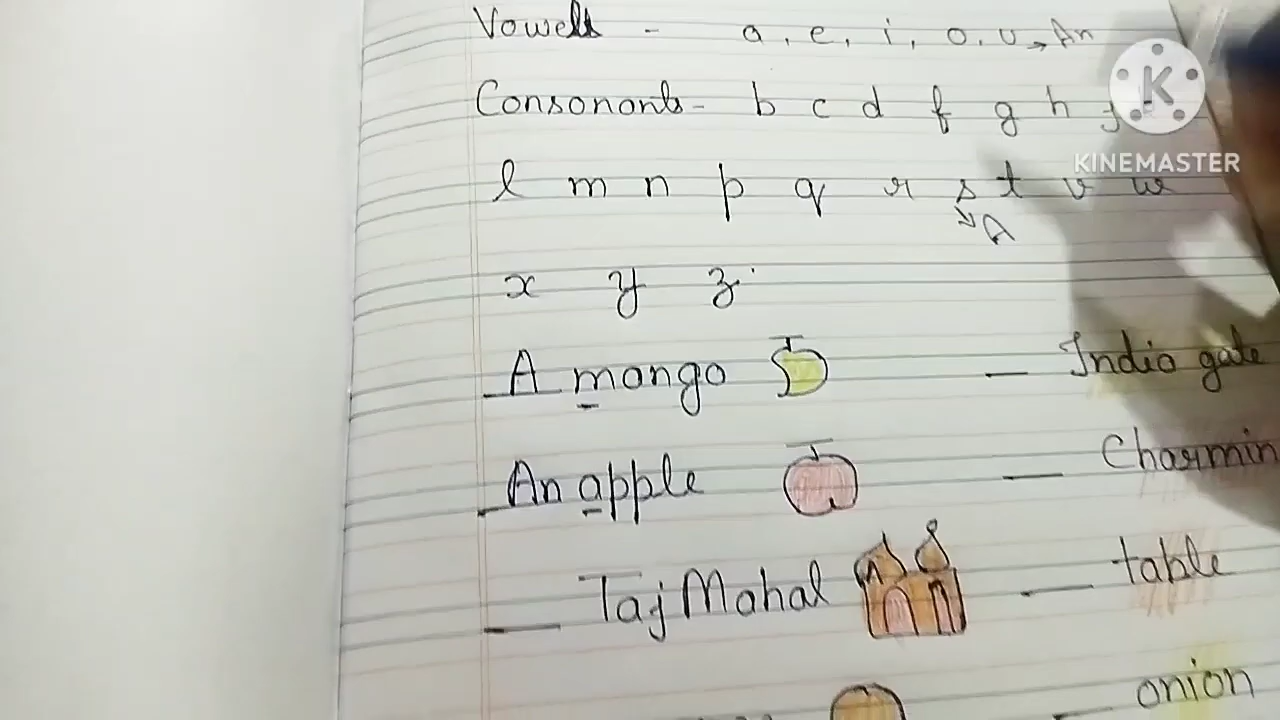 Vowels - a, e, i, o, u → An
Consonants - b c d f g h j
K
KINEMASTER
l m n p q r s t v w
A
x y z
A mango _ India gate
An apple _ Charmin
_ Taj Mahal _ table
_ onion